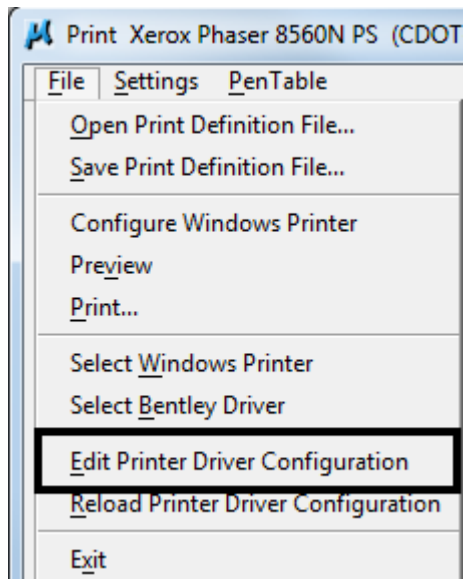 Print Xerox Phaser 8560N PS (CDOT
File Settings PenTable
Open Print Definition File...
Save Print Definition File...
Configure Windows Printer
Preview
Print...
Select Windows Printer
Select Bentley Driver
Edit Printer Driver Configuration
Reload Printer Driver Configuration
Exit